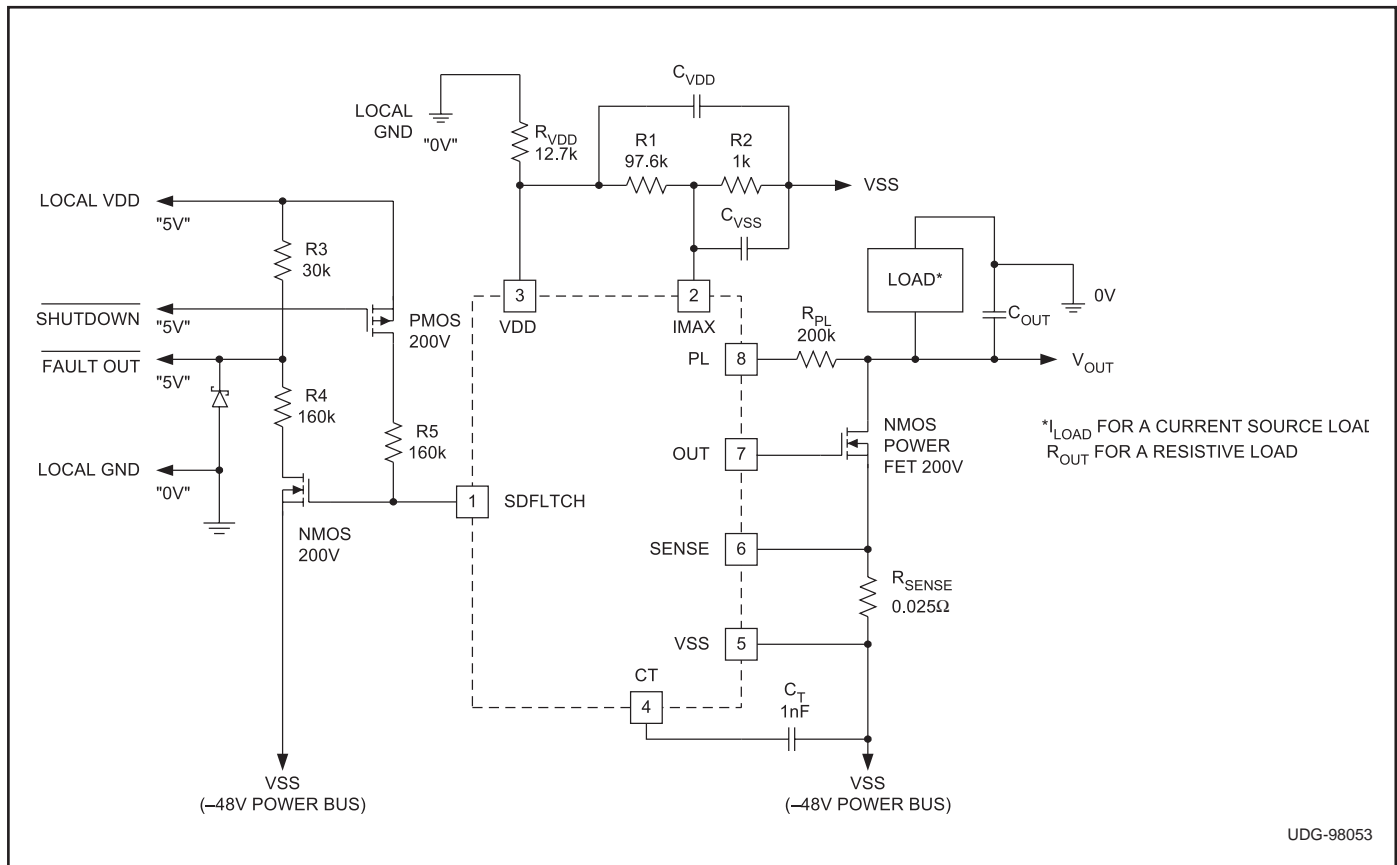 C_VDD
LOCAL
GND
"0V"
R_VDD
12.7k
R1
97.6k
R2
1k
VSS
C_VSS
LOCAL VDD
"5V"
R3
30k
SHUTDOWN
"5V"
PMOS
200V
FAULT OUT
"5V"
R4
160k
R5
160k
LOCAL GND
"0V"
NMOS
200V
3
VDD
2
IMAX
LOAD*
0V
C_OUT
R_PL
200k
PL
8
V_OUT
OUT
7
NMOS
POWER
FET 200V
*I_LOAD FOR A CURRENT SOURCE LOAD
R_OUT FOR A RESISTIVE LOAD
1
SDFLTCH
SENSE
6
R_SENSE
0.025Ω
VSS
5
CT
4
C_T
1nF
VSS
(–48V POWER BUS)
VSS
(–48V POWER BUS)
UDG-98053